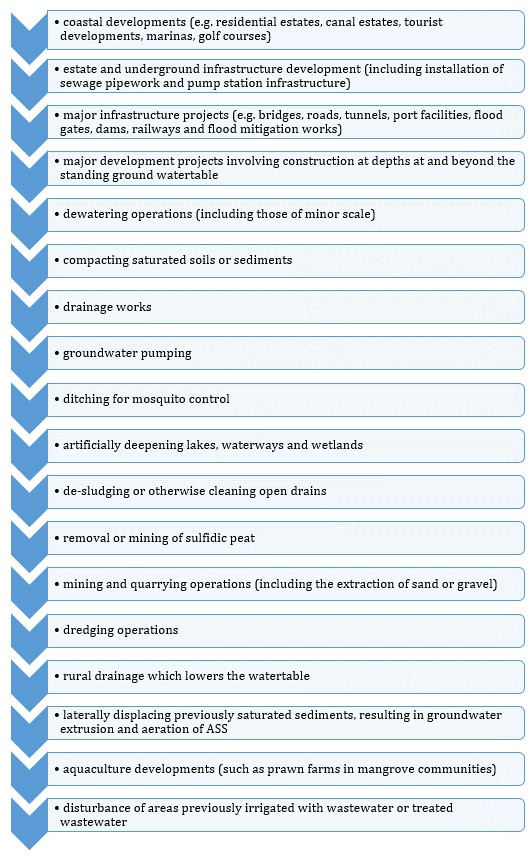 • coastal developments (e.g. residential estates, canal estates, tourist
developments, marinas, golf courses)
• estate and underground infrastructure development (including installation of
sewage pipework and pump station infrastructure)
• major infrastructure projects (e.g. bridges, roads, tunnels, port facilities, flood
gates, dams, railways and flood mitigation works)
• major development projects involving construction at depths at and beyond the
standing ground watertable
• dewatering operations (including those of minor scale)
• compacting saturated soils or sediments
• drainage works
• groundwater pumping
• ditching for mosquito control
• artificially deepening lakes, waterways and wetlands
• de-sludging or otherwise cleaning open drains
• removal or mining of sulfidic peat
• mining and quarrying operations (including the extraction of sand or gravel)
• dredging operations
• rural drainage which lowers the watertable
• laterally displacing previously saturated sediments, resulting in groundwater
extrusion and aeration of ASS
• aquaculture developments (such as prawn farms in mangrove communities)
• disturbance of areas previously irrigated with wastewater or treated
wastewater